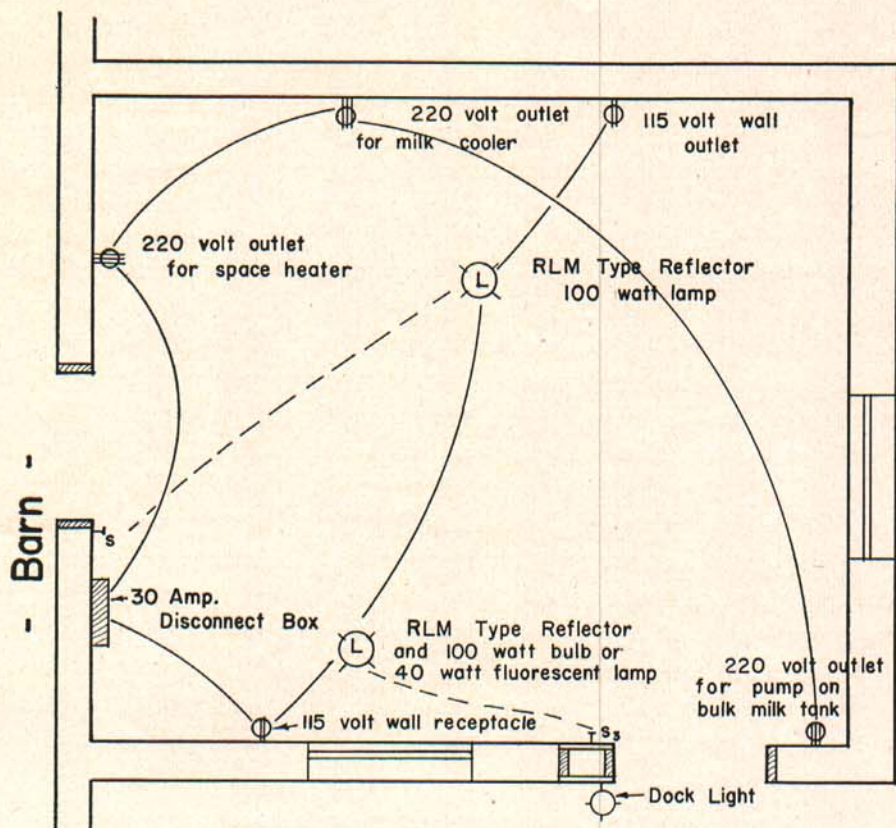 220 volt outlet
for milk cooler
115 volt wall
outlet
220 volt outlet
for space heater
RLM Type Reflector
100 watt lamp
L
- Barn -
S
30 Amp.
Disconnect Box
L
RLM Type Reflector
and 100 watt bulb or
40 watt fluorescent lamp
220 volt outlet
for pump on
bulk milk tank
115 volt wall receptacle
S3
Dock Light